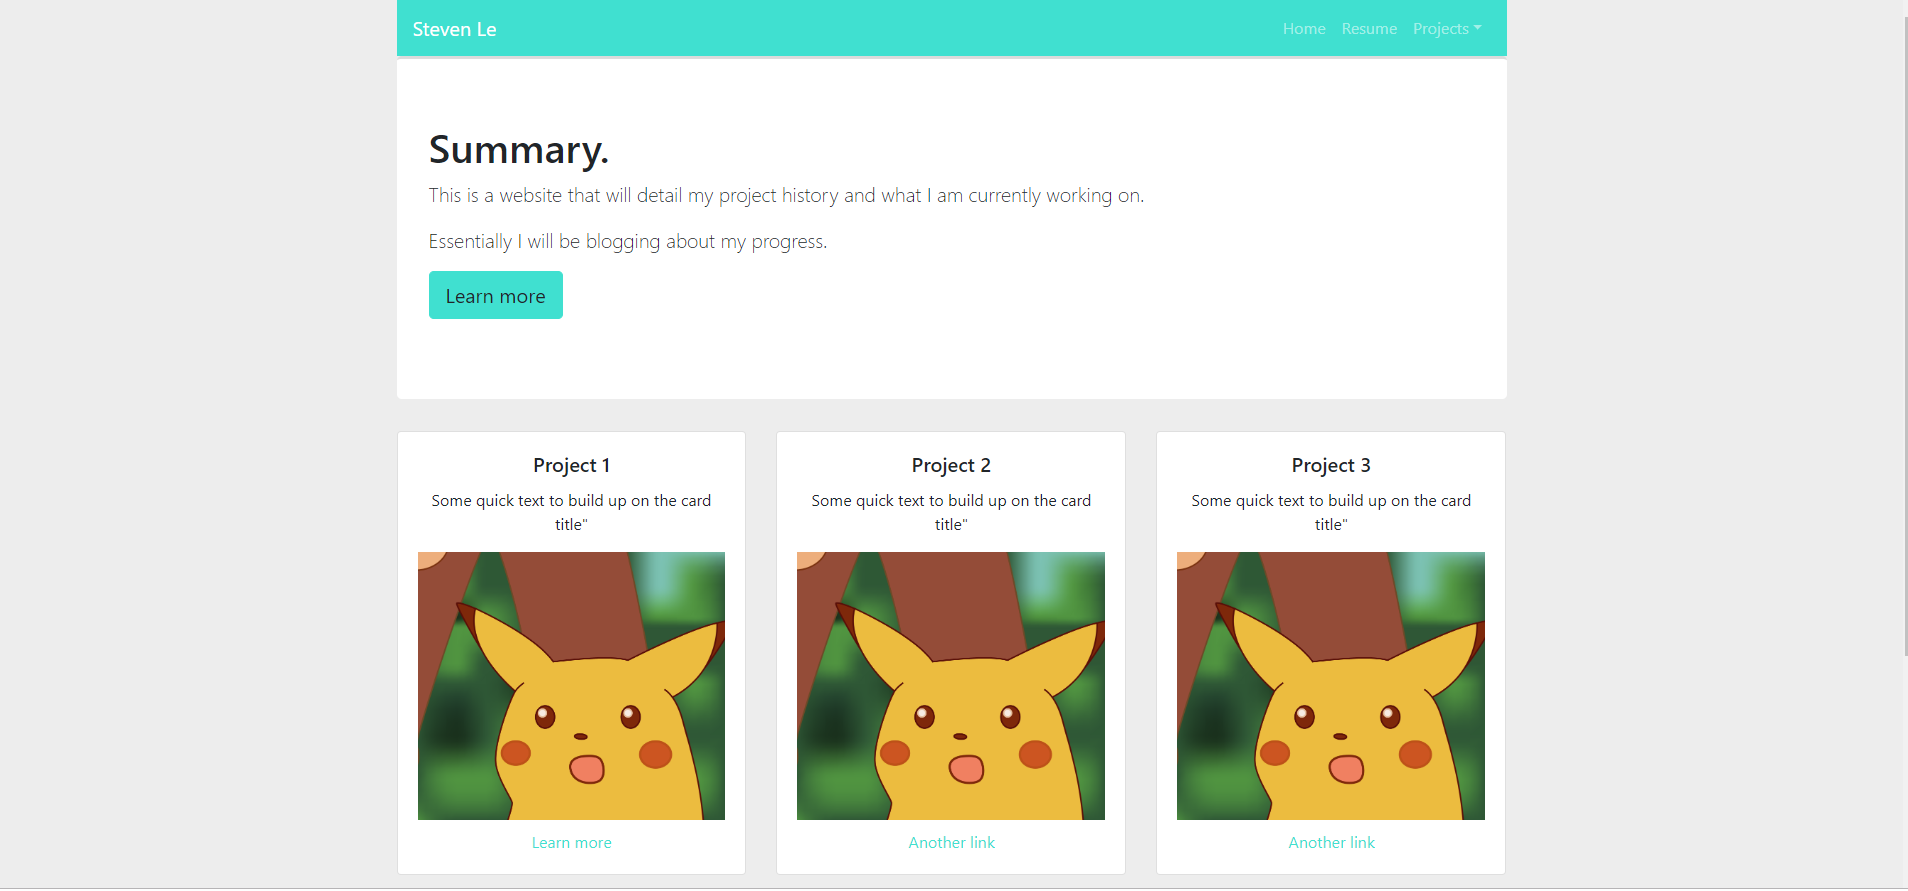 Steven Le
Home Resume Projects
Summary.
This is a website that will detail my project history and what I am currently working on.
Essentially I will be blogging about my progress.
Learn more
Project 1
Some quick text to build up on the card
title"
Learn more
Project 2
Some quick text to build up on the card
title"
Another link
Project 3
Some quick text to build up on the card
title"
Another link